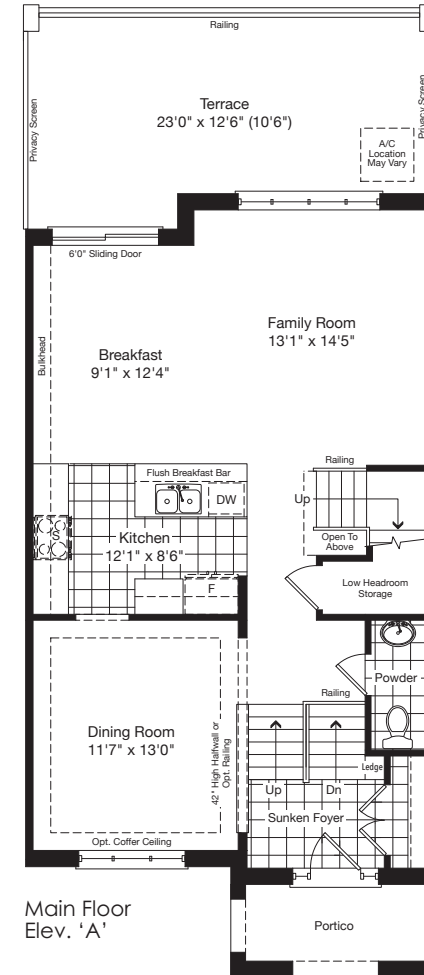 Railing
Privacy Screen
Terrace
23'0" x 12'6" (10'6")
Privacy Screen
A/C
Location
May Vary
6'0" Sliding Door
Bulkhead
Family Room
13'1" x 14'5"
Breakfast
9'1" x 12'4"
Railing
Flush Breakfast Bar
DW
Up
S
Kitchen
12'1" x 8'6"
Open To
Above
F
Low Headroom
Storage
Powder
Railing
Dining Room
11'7" x 13'0"
42" High Halfwall or
Opt. Railing
Ledge
Up
Dn
Sunken Foyer
Opt. Coffer Ceiling
Main Floor
Elev. ‘A’
Portico